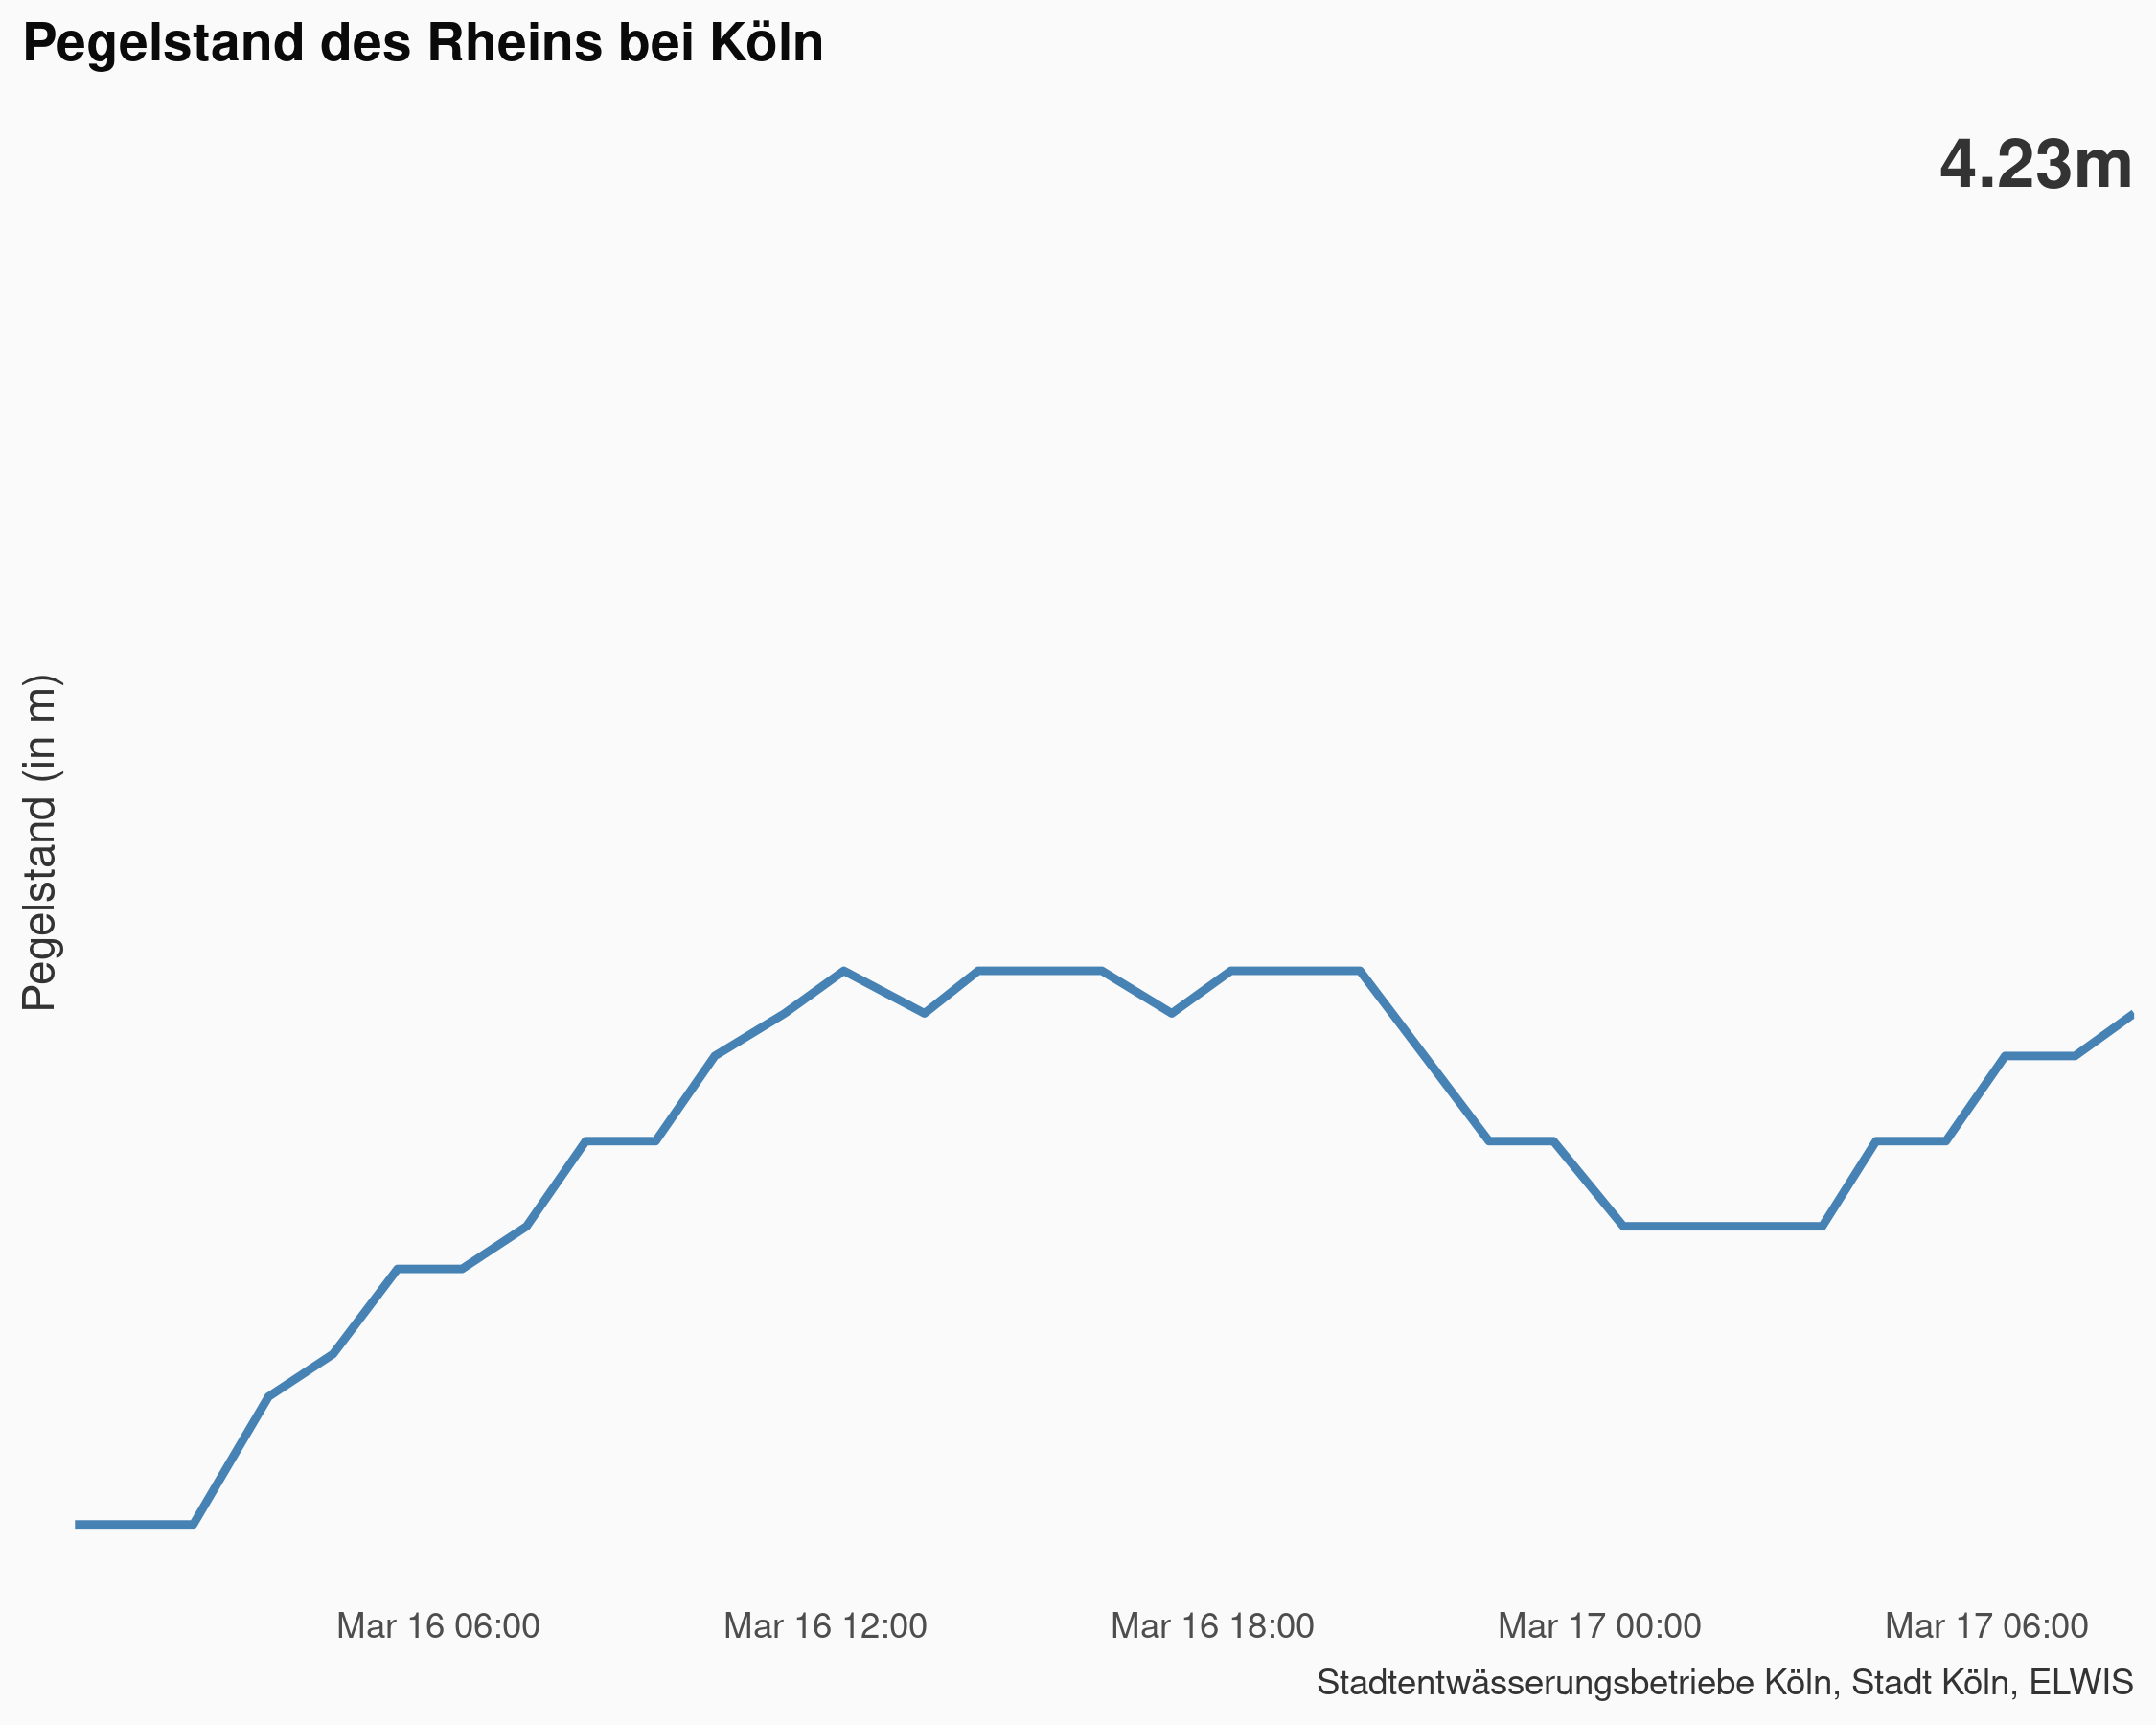 Pegelstand des Rheins bei Köln
4.23m
Pegelstand (in m)
Mar 16 06:00
Mar 16 12:00
Mar 16 18:00
Mar 17 00:00
Mar 17 06:00
Stadtentwässerungsbetriebe Köln, Stadt Köln, ELWIS